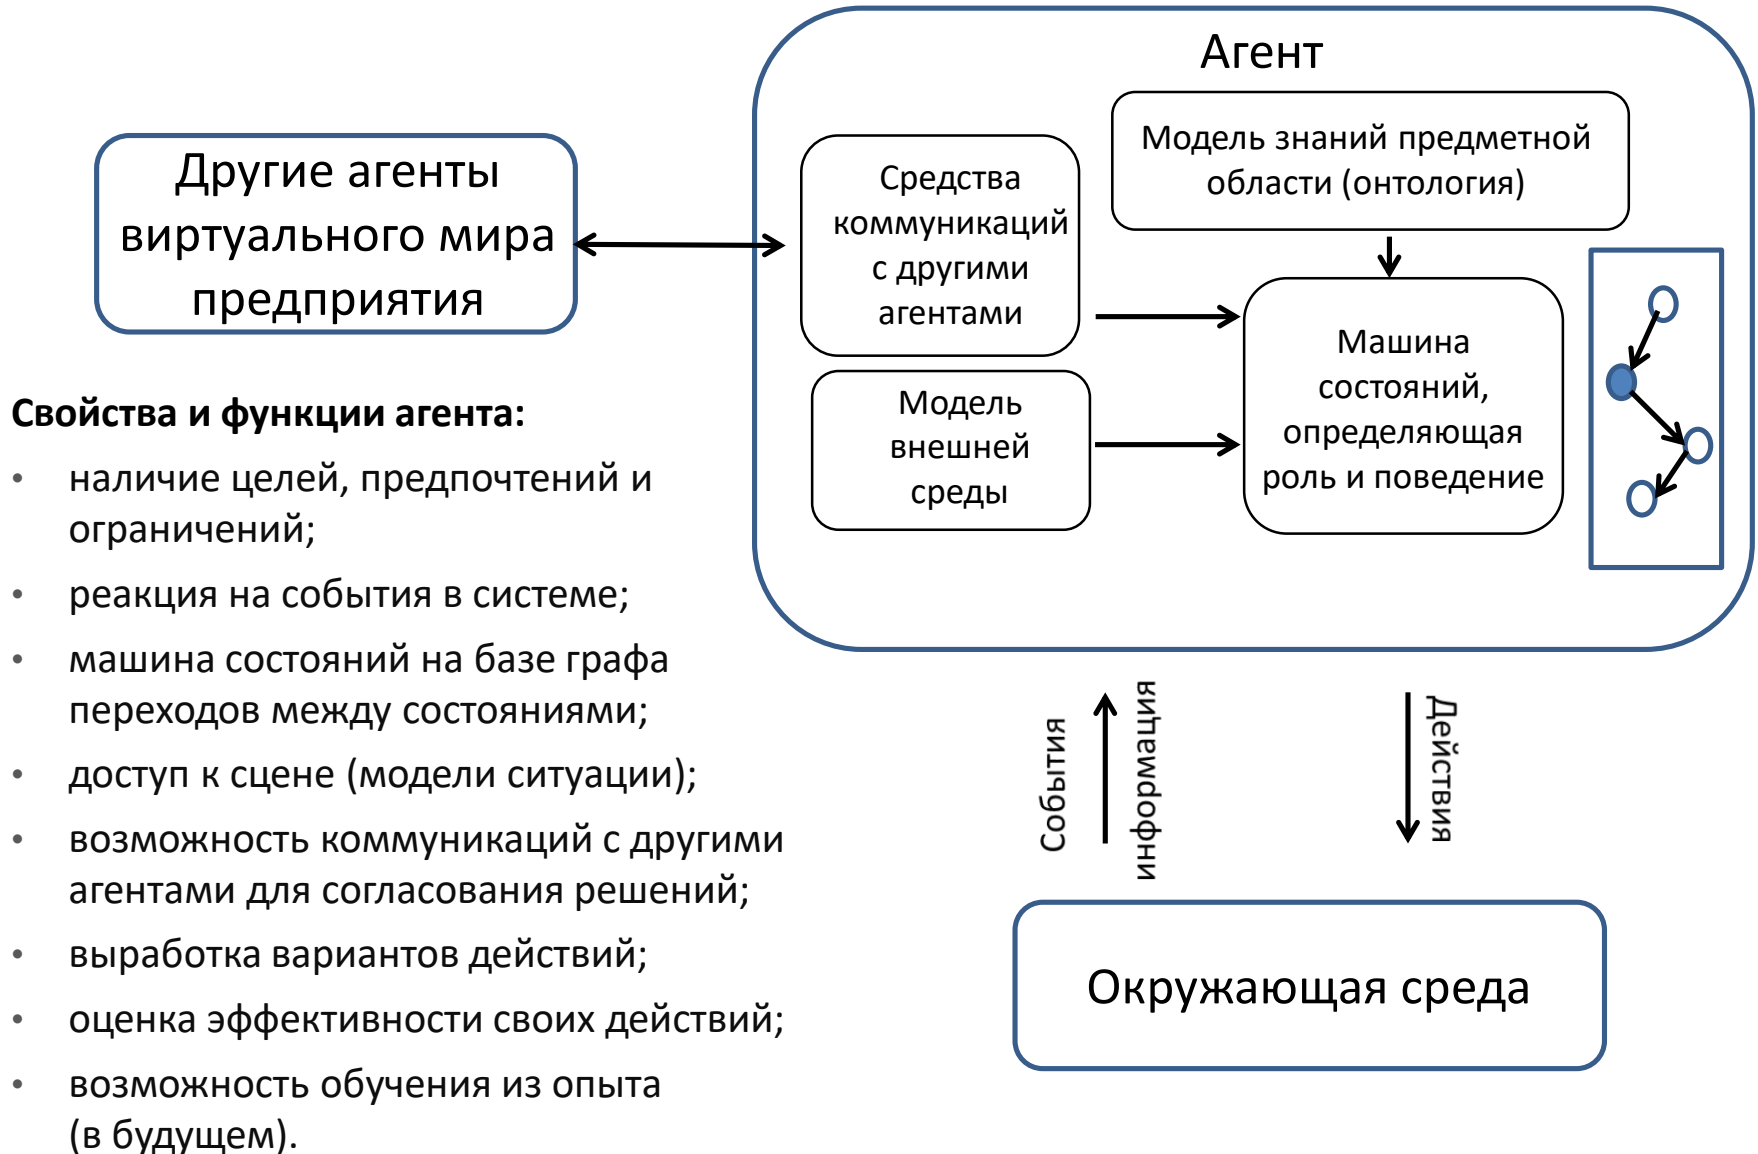 Агент
Другие агенты
виртуального мира
предприятия
Средства
коммуникаций
с другими
агентами
Модель знаний предметной
области (онтология)
Модель
внешней
среды
Машина
состояний,
определяющая
роль и поведение
Свойства и функции агента:
• наличие целей, предпочтений и
ограничений;
• реакция на события в системе;
• машина состояний на базе графа
переходов между состояниями;
• доступ к сцене (модели ситуации);
• возможность коммуникаций с другими
агентами для согласования решений;
• выработка вариантов действий;
• оценка эффективности своих действий;
• возможность обучения из опыта
(в будущем).
События
информация
Действия
Окружающая среда